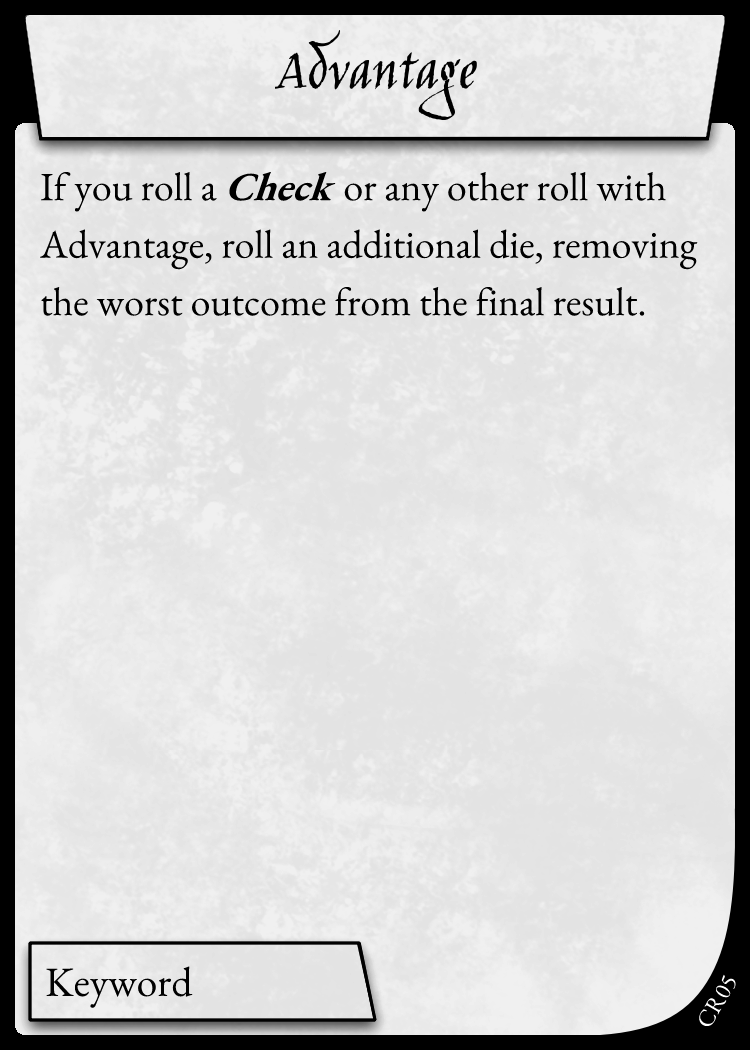 Advantage
If you roll a Check or any other roll with
Advantage, roll an additional die, removing
the worst outcome from the final result.
Keyword
CR05